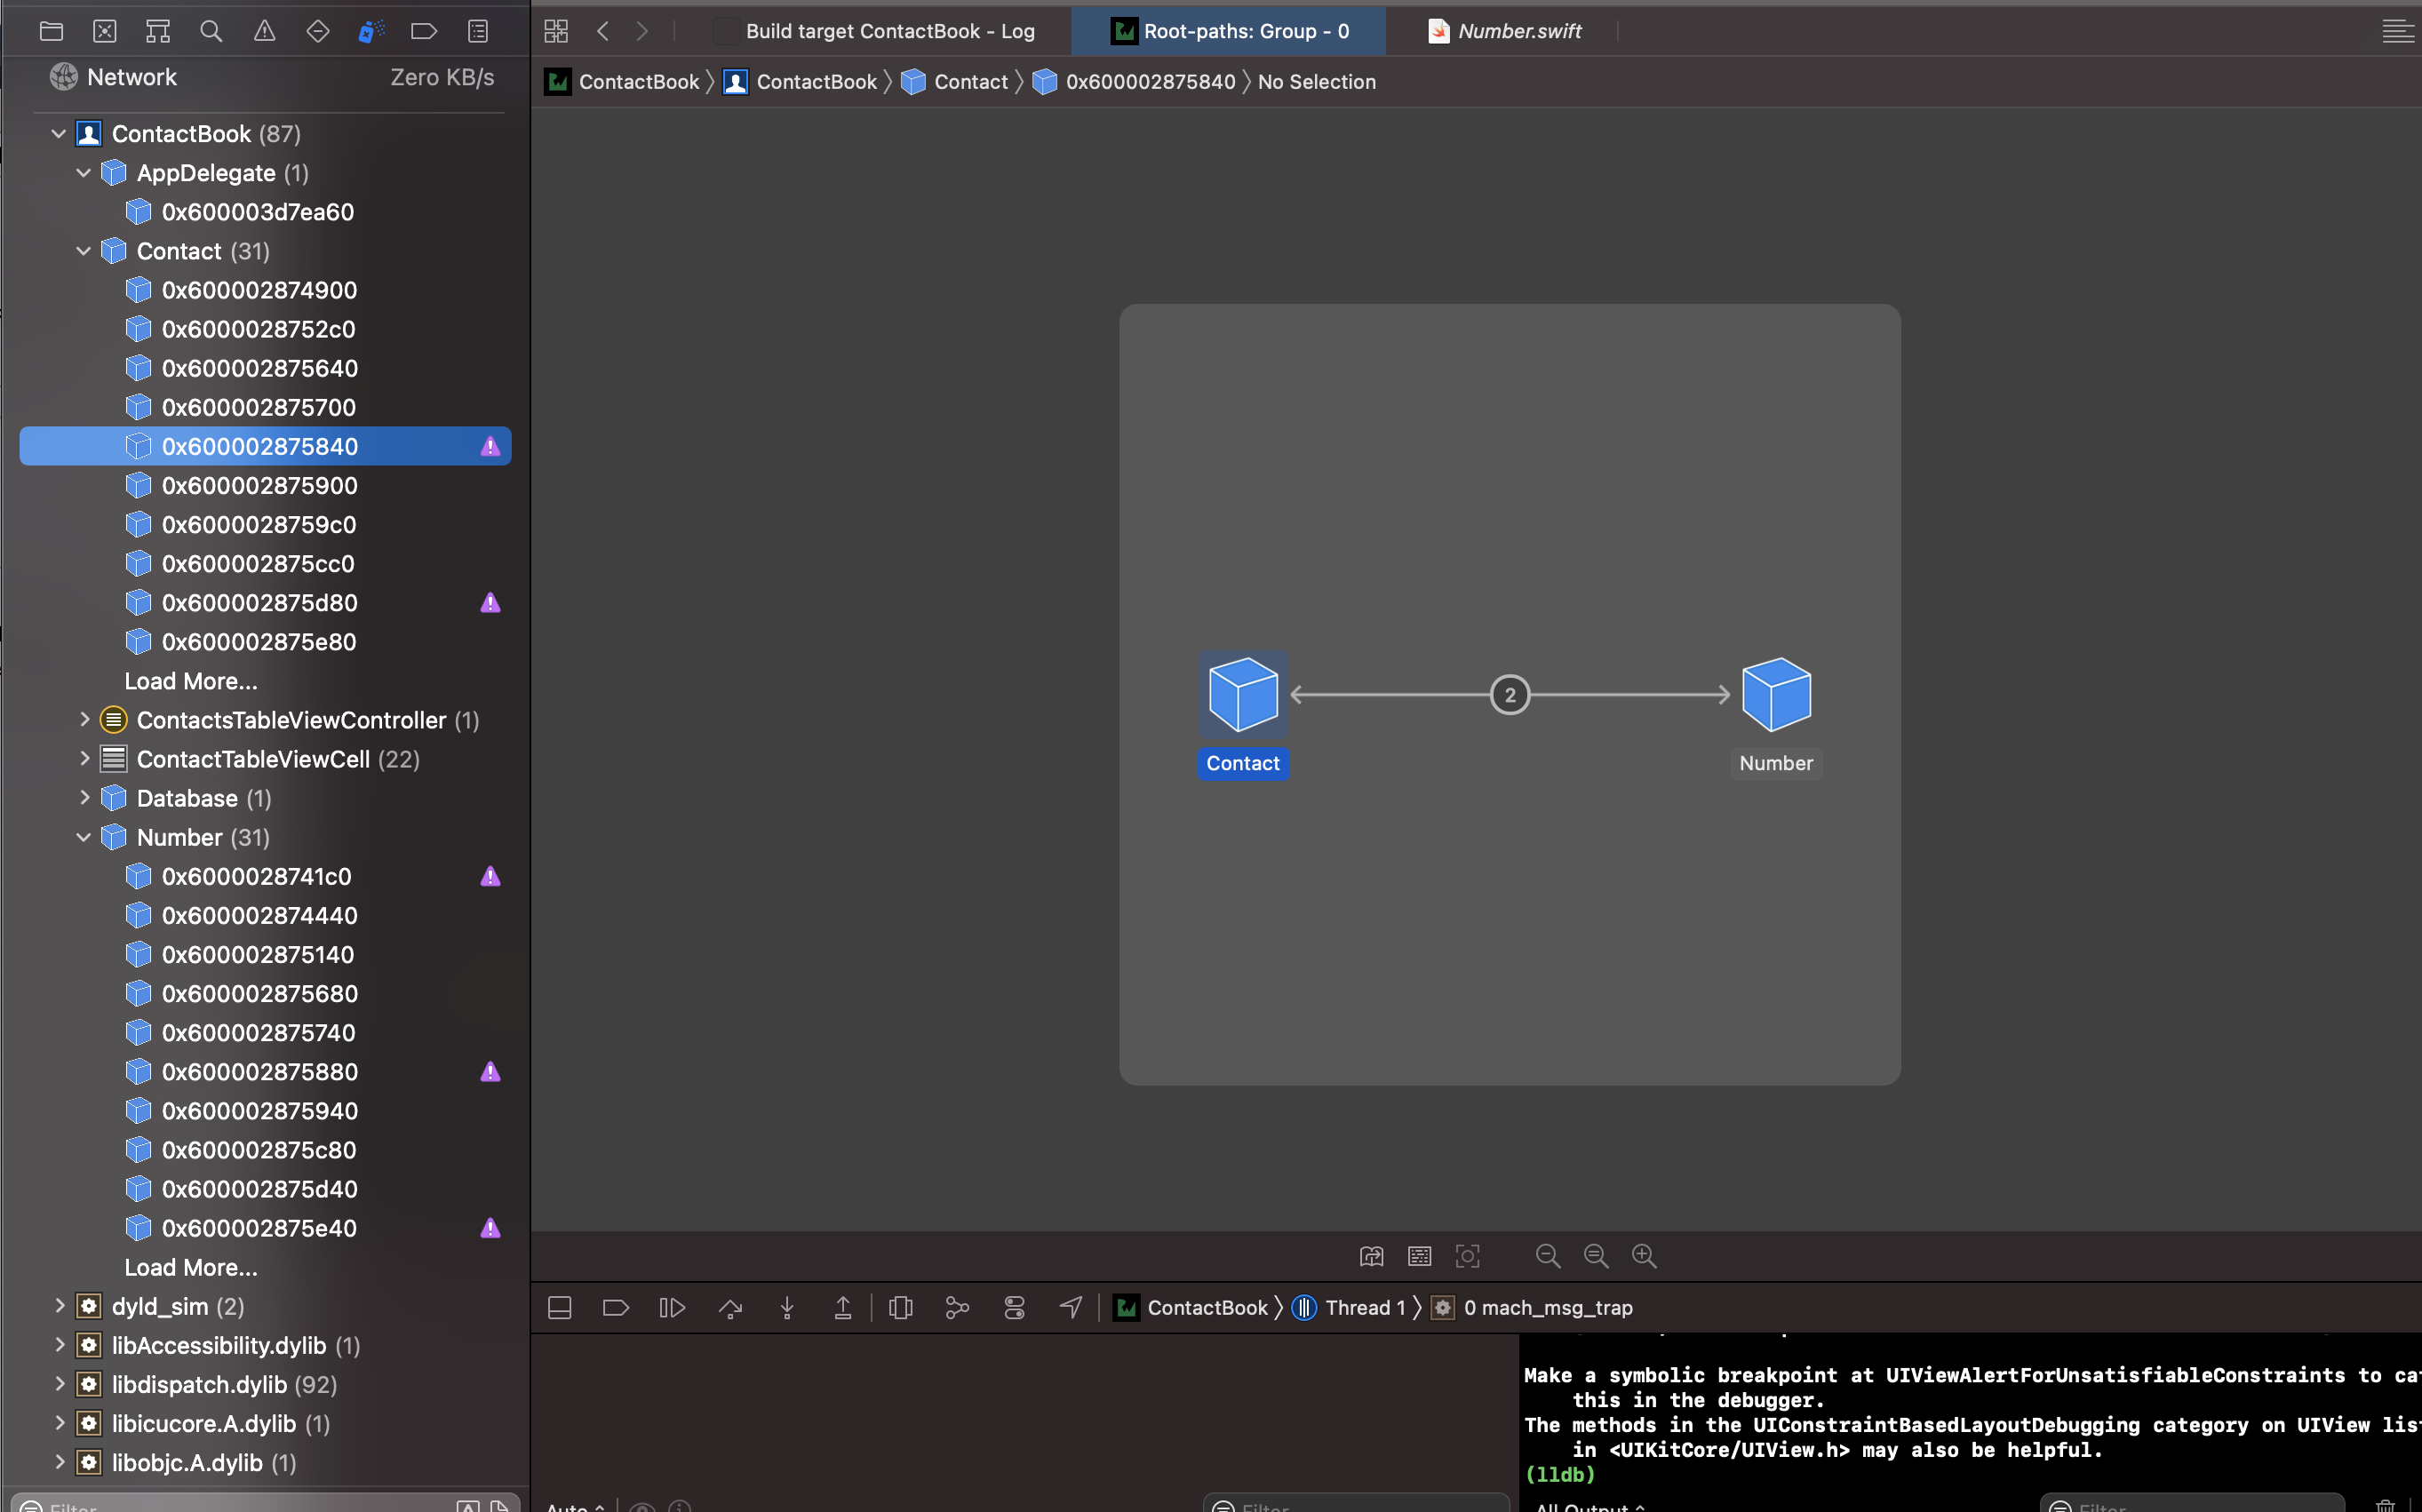 Network Zero KB/s
ContactBook (87)
AppDelegate (1)
0x600003d7ea60
Contact (31)
0x600002874900
0x6000028752c0
0x600002875640
0x600002875700
0x600002875840
0x600002875900
0x6000028759c0
0x600002875cc0
0x600002875d80
0x600002875e80
Load More...
ContactsTableViewController (1)
ContactTableViewCell (22)
Database (1)
Number (31)
0x6000028741c0
0x600002874440
0x600002875140
0x600002875680
0x600002875740
0x600002875880
0x600002875940
0x600002875c80
0x600002875d40
0x600002875e40
Load More...
dyld_sim (2)
libAccessibility.dylib (1)
libdispatch.dylib (92)
libicucore.A.dylib (1)
libobjc.A.dylib (1)
Filter
Build target ContactBook - Log Root-paths: Group - 0 Number.swift
ContactBook ContactBook Contact 0x600002875840 No Selection
2
Contact Number
ContactBook Thread 1 0 mach_msg_trap
Make a symbolic breakpoint at UIViewAlertForUnsatisfiableConstraints to cat
this in the debugger.
The methods in the UIConstraintBasedLayoutDebugging category on UIView list
in <UIKitCore/UIView.h> may also be helpful.
(lldb)
Auto Filter All Output Filter